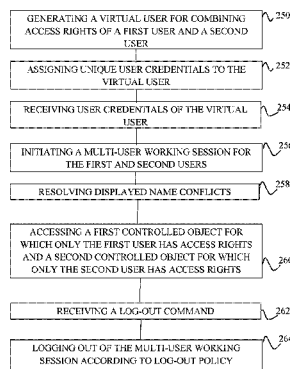 GENERATING A VIRTUAL USER FOR COMBINING
ACCESS RIGHTS OF A FIRST USER AND A SECOND
USER
250
ASSIGNING UNIQUE USER CREDENTIALS TO THE
VIRTUAL USER
252
RECEIVING USER CREDENTIALS OF THE VIRTUAL
USER
254
INITIATING A MULTI-USER WORKING SESSION FOR
THE FIRST AND SECOND USERS
256
RESOLVING DISPLAYED NAME CONFLICTS
258
ACCESSING A FIRST CONTROLLED OBJECT FOR
WHICH ONLY THE FIRST USER HAS ACCESS RIGHTS
AND A SECOND CONTROLLED OBJECT FOR WHICH
ONLY THE SECOND USER HAS ACCESS RIGHTS
260
RECEIVING A LOG-OUT COMMAND
262
LOGGING OUT OF THE MULTI-USER WORKING
SESSION ACCORDING TO LOG-OUT POLICY
264